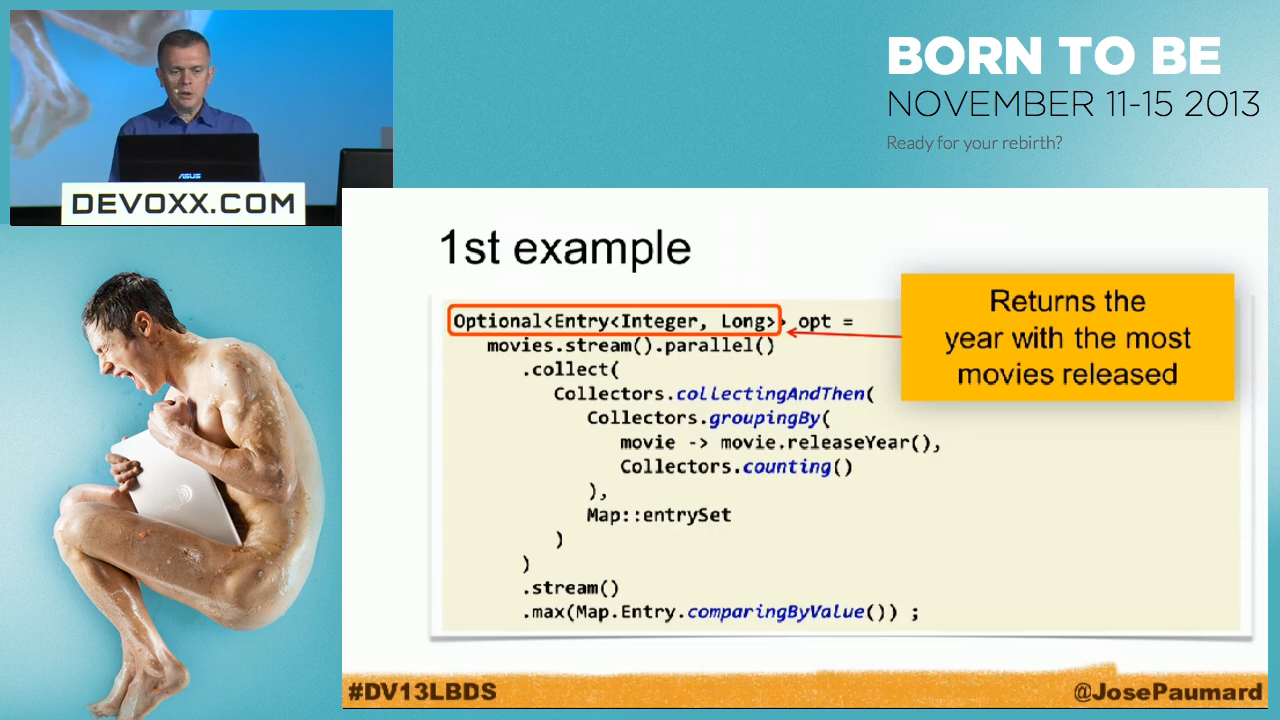 BORN TO BE
NOVEMBER 11-15 2013
Ready for your rebirth?
ASUS
DEVOXX.COM
1st example
Returns the
year with the most
movies released
Optional<Entry<Integer, Long>> opt =
movies.stream().parallel()
.collect(
Collectors.collectingAndThen(
Collectors.groupingBy(
movie -> movie.releaseYear(),
Collectors.counting()
),
Map::entrySet
)
)
.stream()
.max(Map.Entry.comparingByValue()) ;
#DV13LBDS
@JosePaumard